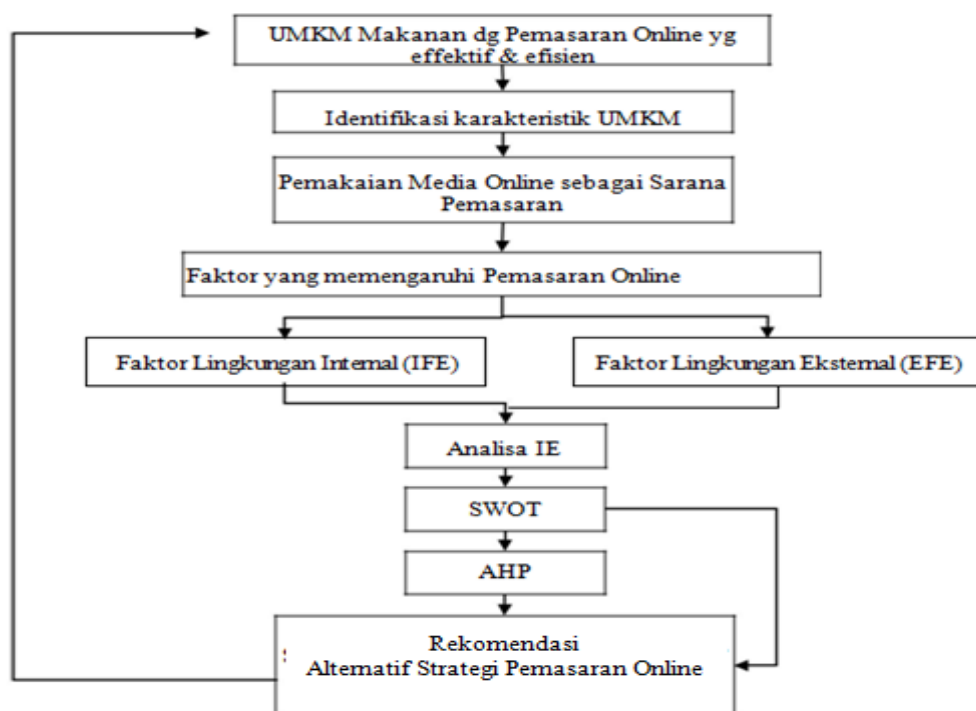 UMKM Makanan dg Pemasaran Online yg
effektif & efisien
Identifikasi karakteristik UMKM
Pemakaian Media Online sebagai Sarana
Pemasaran
Faktor yang memengaruhi Pemasaran Online
Faktor Lingkungan Internal (IFE)
Faktor Lingkungan Eksternal (EFE)
Analisa IE
SWOT
AHP
Rekomendasi
Alternatif Strategi Pemasaran Online